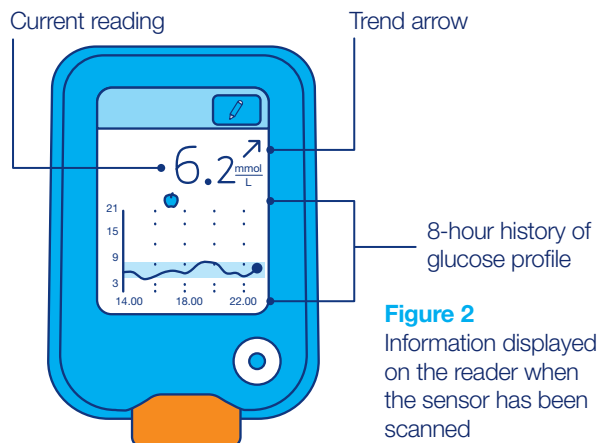 Current reading
Trend arrow
6.2 mmol
L
21
15
9
3
14.00 18.00 22.00
8-hour history of
glucose profile
Figure 2
Information displayed
on the reader when
the sensor has been
scanned